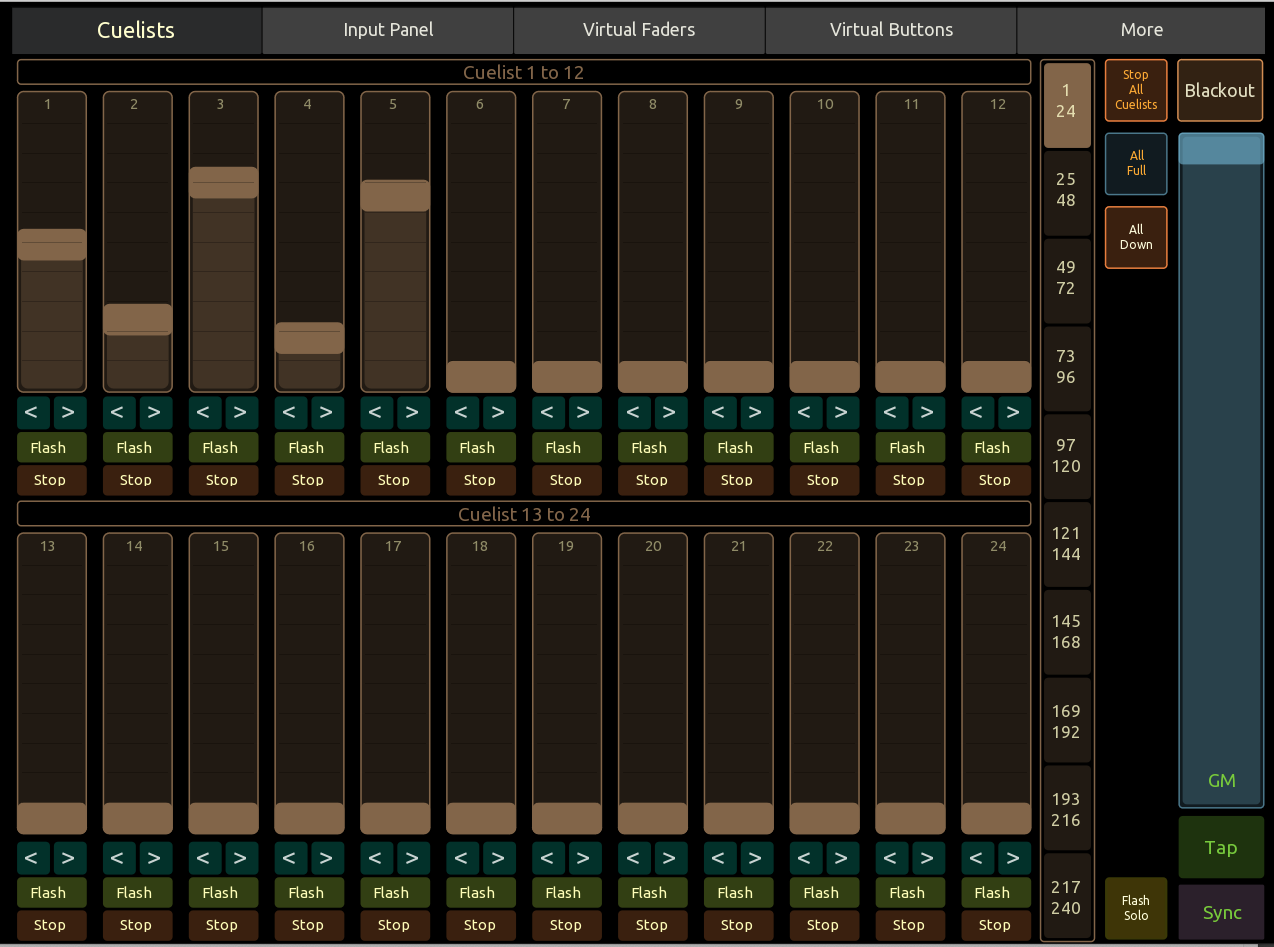 Cuelists Input Panel Virtual Faders Virtual Buttons More
Cuelist 1 to 12
1 2 3 4 5 6 7 8 9 10 11 12
< > < > < > < > < > < > < > < > < > < > < > < >
Flash Flash Flash Flash Flash Flash Flash Flash Flash Flash Flash Flash
Stop Stop Stop Stop Stop Stop Stop Stop Stop Stop Stop Stop
Cuelist 13 to 24
13 14 15 16 17 18 19 20 21 22 23 24
< > < > < > < > < > < > < > < > < > < > < > < >
Flash Flash Flash Flash Flash Flash Flash Flash Flash Flash Flash Flash
Stop Stop Stop Stop Stop Stop Stop Stop Stop Stop Stop Stop
1
24
25
48
49
72
73
96
97
120
121
144
145
168
169
192
193
216
217
240
Stop
All
Cuelists
All
Full
All
Down
Flash
Solo
Blackout
GM
Tap
Sync